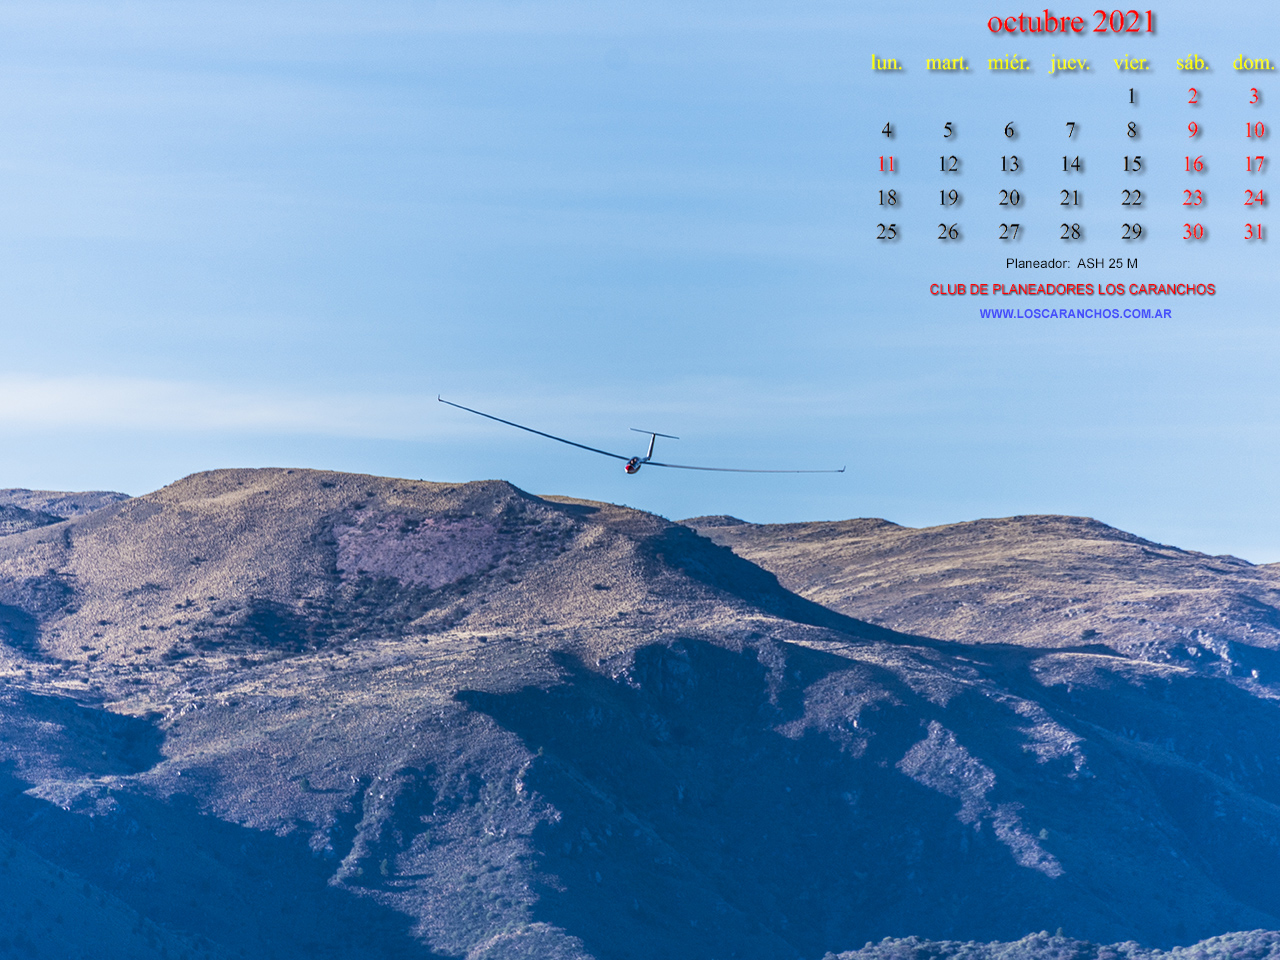 octubre 2021
lun. mart. miér. juev. vier. sáb. dom.
1 2 3
4 5 6 7 8 9 10
11 12 13 14 15 16 17
18 19 20 21 22 23 24
25 26 27 28 29 30 31
Planeador: ASH 25 M
CLUB DE PLANEADORES LOS CARANCHOS
WWW.LOSCARANCHOS.COM.AR